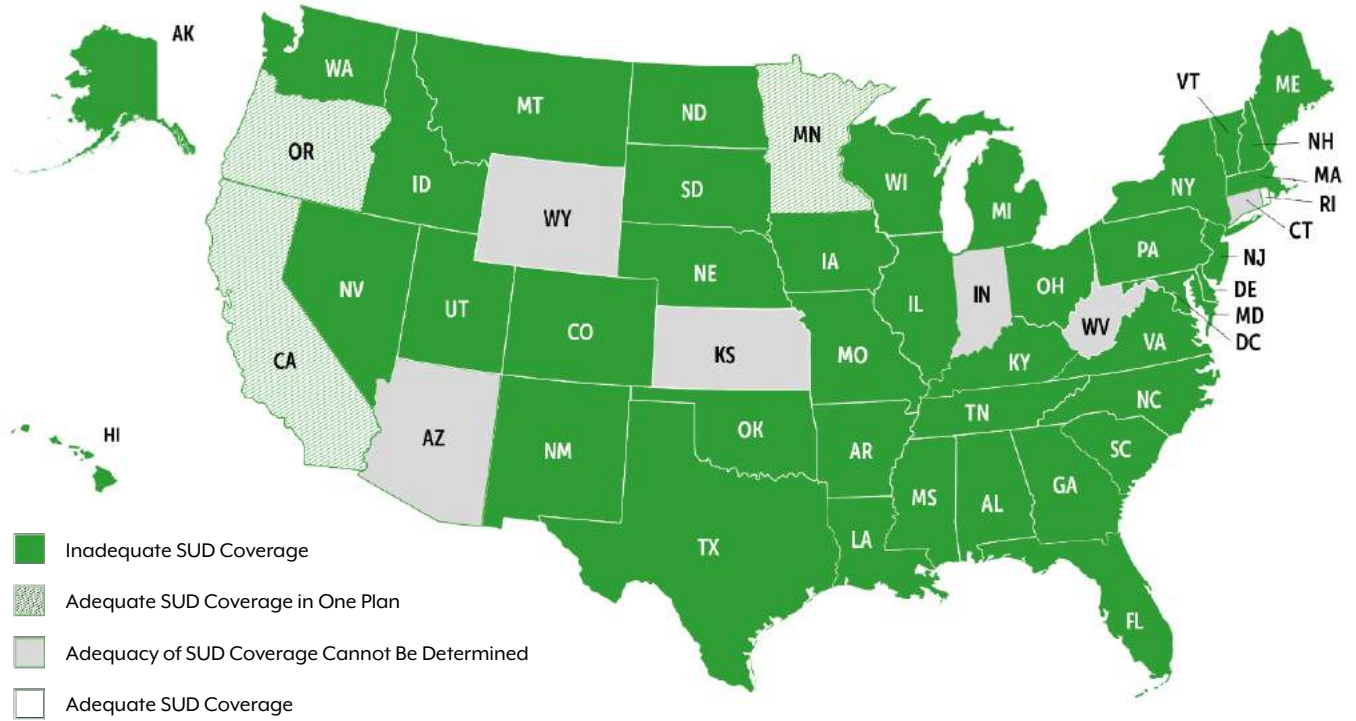 AK
WA
MT
ND
MN
VT
ME
OR
ID
SD
WI
NH
MA
NY
RI
WY
MI
CT
NV
UT
NE
IA
PA
NJ
CO
IL
IN
OH
DE
MD
DC
CA
KS
MO
WV
VA
KY
AZ
NM
OK
TN
NC
HI
AR
SC
MS
AL
GA
TX
LA
FL
Inadequate SUD Coverage
Adequate SUD Coverage in One Plan
Adequacy of SUD Coverage Cannot Be Determined
Adequate SUD Coverage